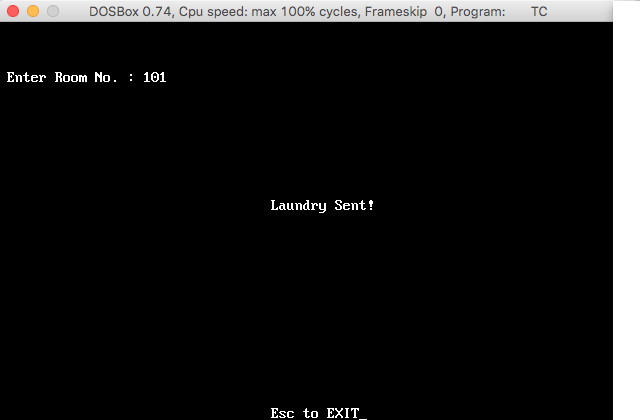 DOSBox 0.74, Cpu speed: max 100% cycles, Frameskip 0, Program: TC
Enter Room No. : 101
Laundry Sent!
Esc to EXIT_